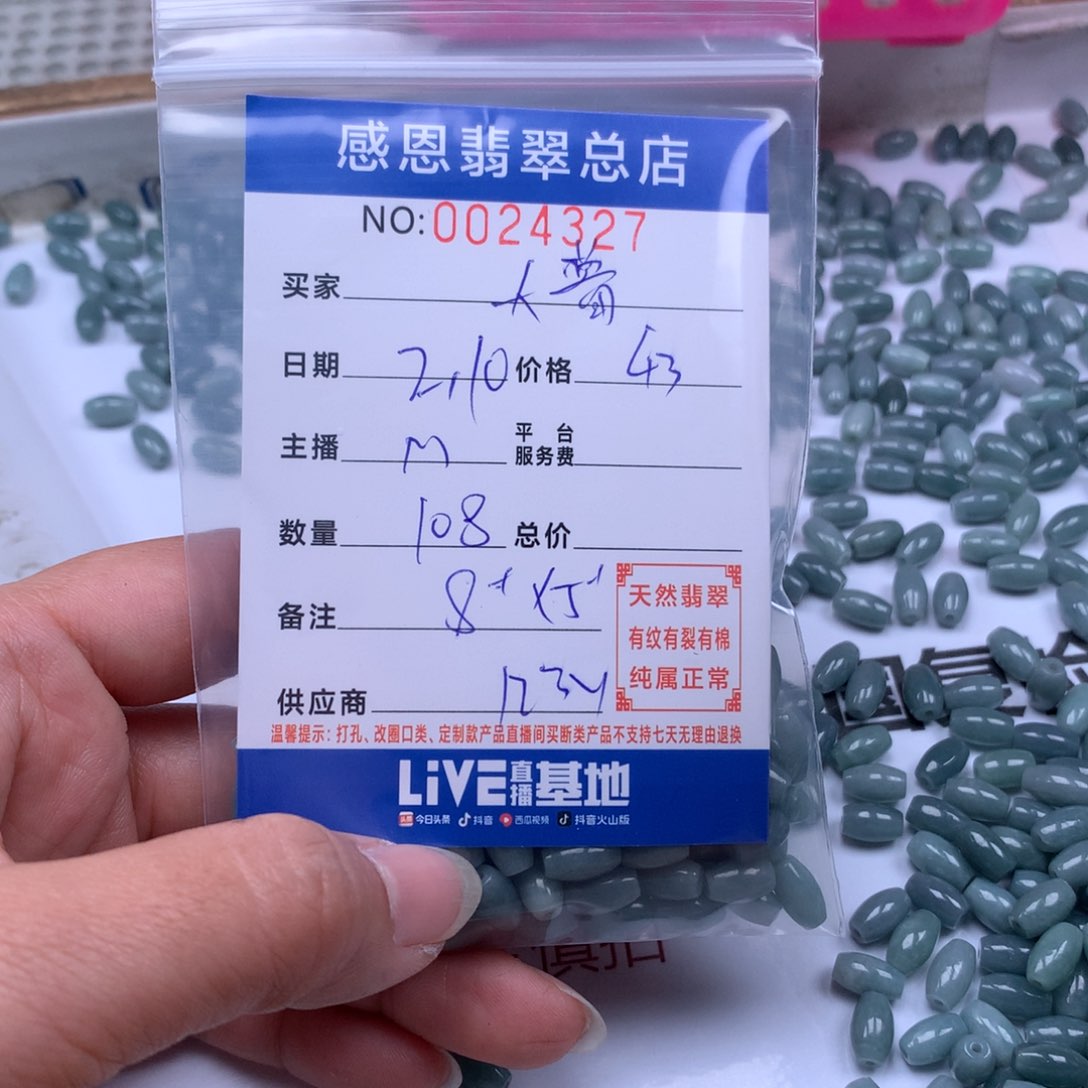 感恩翡翠总店
NO:0024327
买家 大
日期 2.10 价格 43
主播 M 平台服务费
数量 108 总价
备注 8
供应商
天然翡翠
有纹有裂有棉
纯属正常
温馨提示：打孔、改圈口类、定制款产品直播间买断类产品不支持七天无理由退换
LiVE直播基地
头条 今日头条 抖音 西瓜视频 抖音火山版